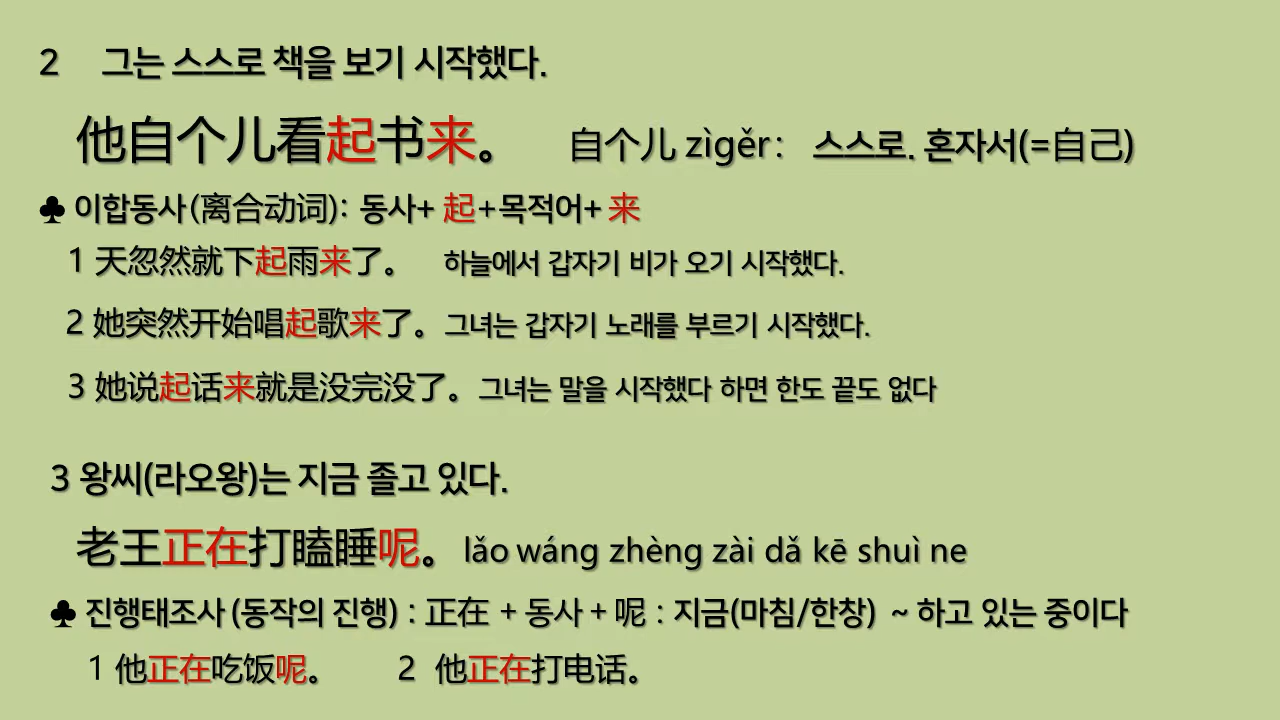 2 그는 스스로 책을 보기 시작했다.
他自个儿看起书来。 自个儿 zìgěr： 스스로. 혼자서(=自己)
♣ 이합동사(离合动词): 동사+ 起+목적어+ 来
1 天忽然就下起雨来了。 하늘에서 갑자기 비가 오기 시작했다.
2 她突然开始唱起歌来了。그녀는 갑자기 노래를 부르기 시작했다.
3 她说起话来就是没完没了。그녀는 말을 시작했다 하면 한도 끝도 없다
3 왕씨(라오왕)는 지금 졸고 있다.
老王正在打瞌睡呢。lǎo wáng zhèng zài dǎ kē shuì ne
♣ 진행태조사 (동작의 진행) : 正在 + 동사 + 呢 : 지금(마침/한창) ~ 하고 있는 중이다
1 他正在吃饭呢。 2 他正在打电话。